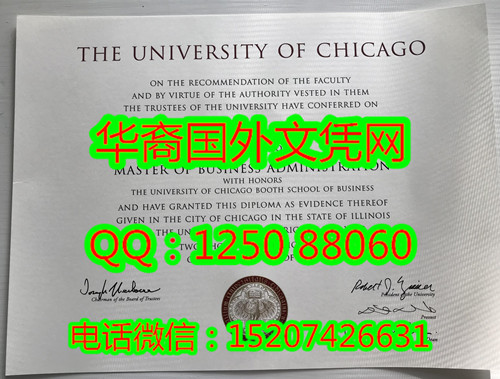 THE UNIVERSITY OF CHICAGO
ON THE RECOMMENDATION OF THE FACULTY
AND BY VIRTUE OF THE AUTHORITY VESTED IN THEM
THE TRUSTEES OF THE UNIVERSITY HAVE CONFERRED ON
华裔国外文凭网
MASTER OF BUSINESS ADMINISTRATION
WITH HONORS
THE UNIVERSITY OF CHICAGO BOOTH SCHOOL OF BUSINESS
AND HAVE GRANTED THIS DIPLOMA AS EVIDENCE THEREOF
GIVEN IN THE CITY OF CHICAGO IN THE STATE OF ILLINOIS
QQ：1250 88060
Chairman of the Board of Trustees
President of the University
电话微信：15207426631